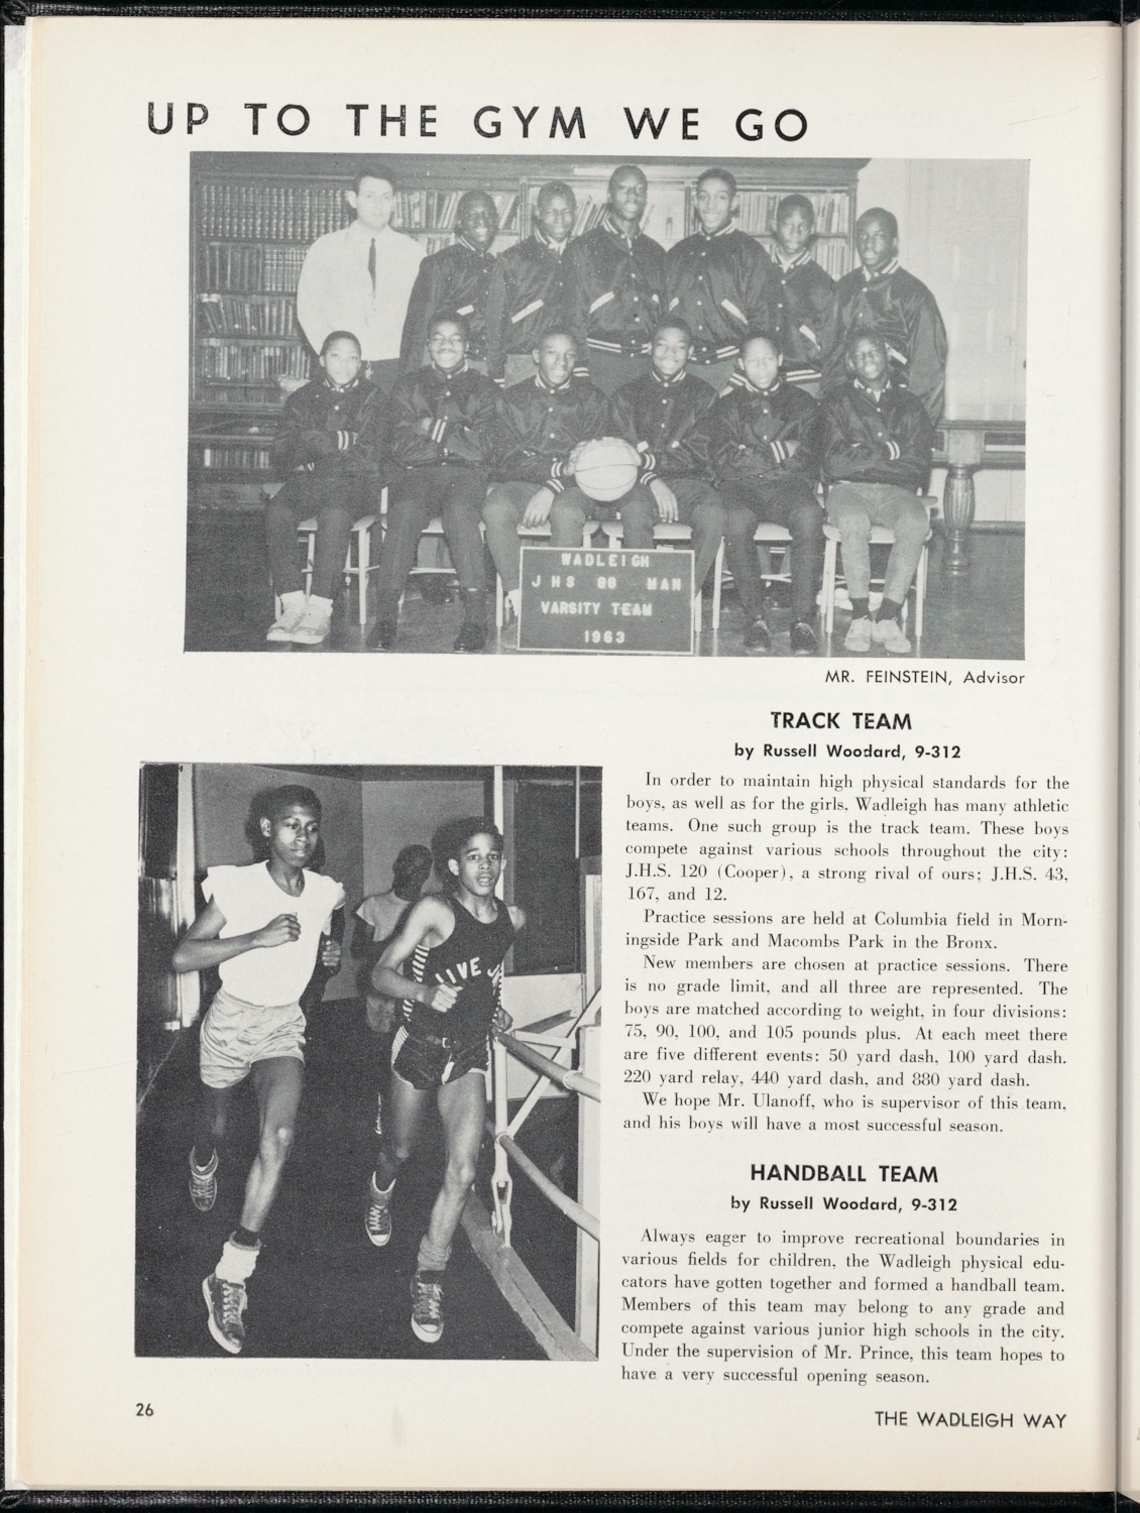 UP TO THE GYM WE GO
WADLEIGH
JHS 88 MAN
VARSITY TEAM
1963
MR. FEINSTEIN, Advisor
TRACK TEAM
by Russell Woodard, 9-312
In order to maintain high physical standards for the
boys, as well as for the girls, Wadleigh has many athletic
teams. One such group is the track team. These boys
compete against various schools throughout the city:
J.H.S. 120 (Cooper), a strong rival of ours; J.H.S. 43,
167, and 12.
Practice sessions are held at Columbia field in Morn-
ingside Park and Macombs Park in the Bronx.
New members are chosen at practice sessions. There
is no grade limit, and all three are represented. The
boys are matched according to weight, in four divisions:
75, 90, 100, and 105 pounds plus. At each meet there
are five different events: 50 yard dash, 100 yard dash.
220 yard relay, 440 yard dash, and 880 yard dash.
We hope Mr. Ulanoff, who is supervisor of this team,
and his boys will have a most successful season.
LIVE
HANDBALL TEAM
by Russell Woodard, 9-312
Always eager to improve recreational boundaries in
various fields for children, the Wadleigh physical edu-
cators have gotten together and formed a handball team.
Members of this team may belong to any grade and
compete against various junior high schools in the city.
Under the supervision of Mr. Prince, this team hopes to
have a very successful opening season.
26
THE WADLEIGH WAY